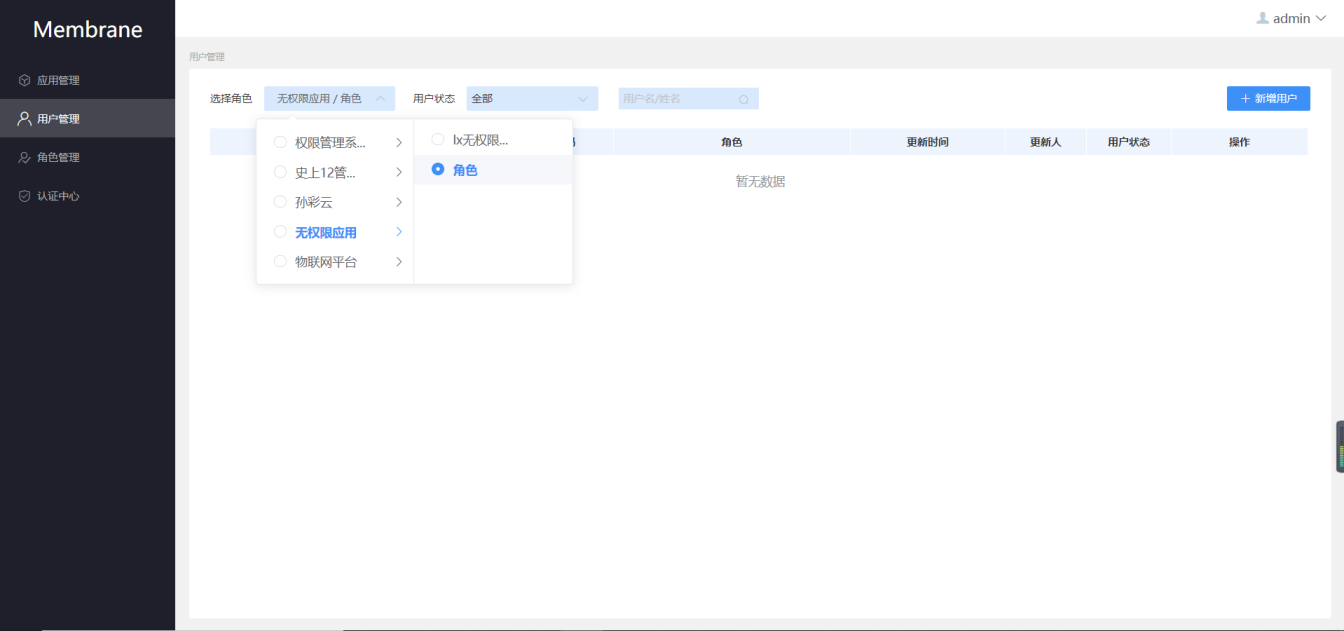 Membrane
admin
应用管理
用户管理
角色管理
认证中心
用户管理
选择角色
无权限应用 / 角色
用户状态
全部
用户名/姓名
新增用户
角色
更新时间
更新人
用户状态
操作
暂无数据
权限管理系...
史上12管...
孙彩云
无权限应用
物联网平台
lx无权限...
角色